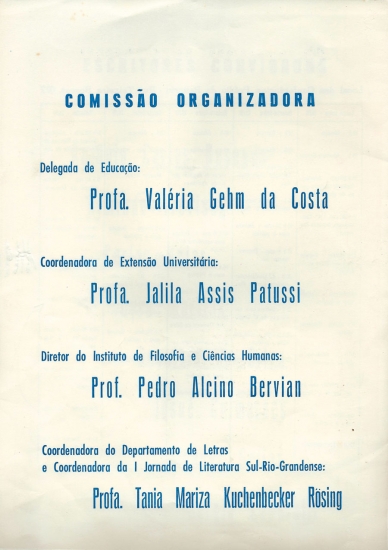 COMISSÃO ORGANIZADORA
Delegada de Educação:
Profa. Valéria Gehm da Costa
Coordenadora de Extensão Universitária:
Profa. Jalila Assis Patussi
Diretor do Instituto de Filosofia e Ciências Humanas:
Prof. Pedro Alcino Bervian
Coordenadora do Departamento de Letras
e Coordenadora da I Jornada de Literatura Sul-Rio-Grandense:
Profa. Tania Mariza Kuchenbecker Rösing